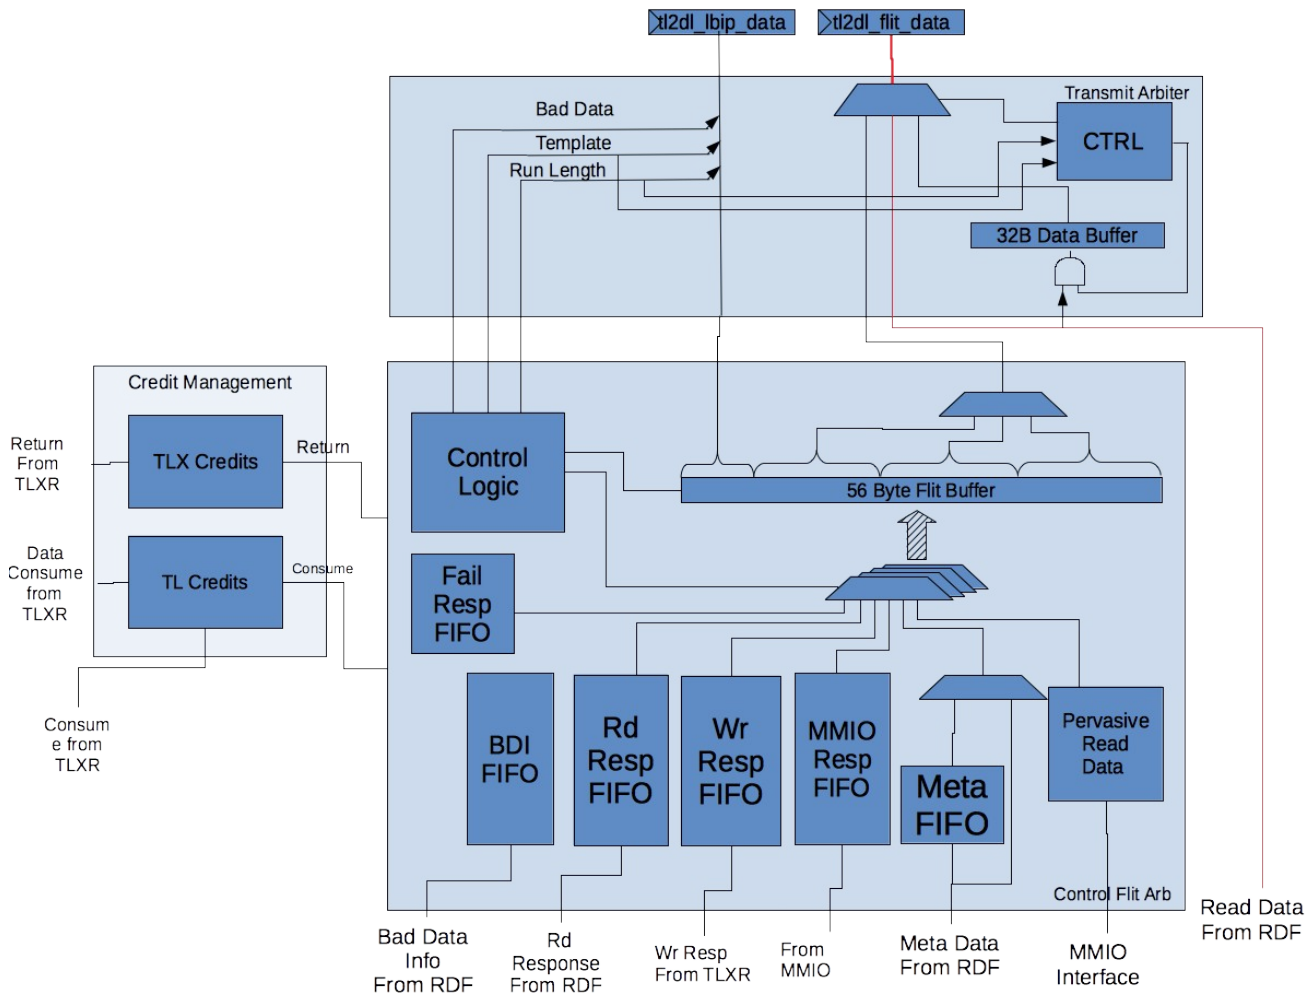 tl2dl_lbip_data
tl2dl_flit_data
Transmit Arbiter
Bad Data
Template
Run Length
CTRL
32B Data Buffer
Credit Management
Return
From
TLXR
TLX Credits
Return
Data
Consume
from
TLXR
TL Credits
Consume
Consum
e from
TLXR
Control
Logic
56 Byte Flit Buffer
Fail
Resp
FIFO
BDI
FIFO
Rd
Resp
FIFO
Wr
Resp
FIFO
MMIO
Resp
FIFO
Meta
FIFO
Pervasive
Read
Data
Control Flit Arb
Bad Data
Info
From RDF
Rd
Response
From RDF
Wr Resp
From TLXR
From
MMIO
Meta Data
From RDF
MMIO
Interface
Read Data
From RDF